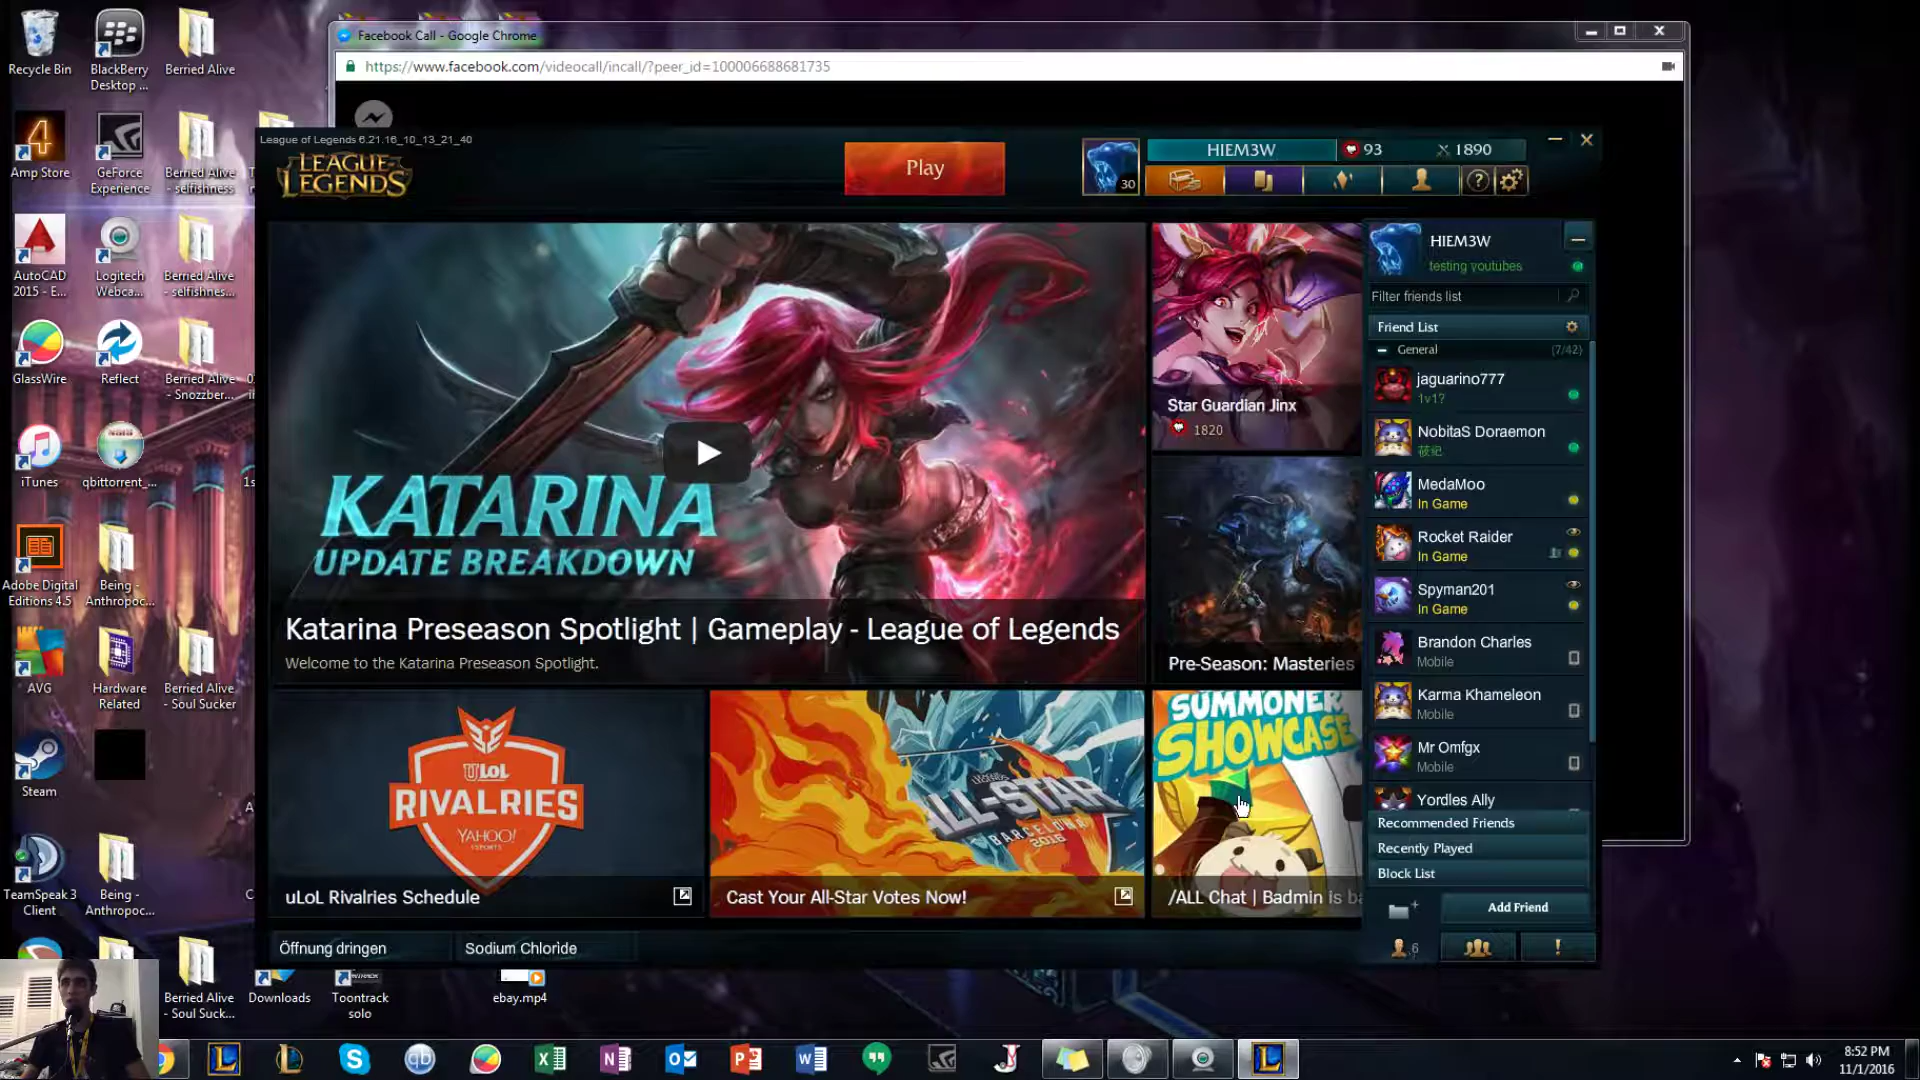 Facebook Call - Google Chrome
https://www.facebook.com/videocall/incall/?peer_id=100006688681735
Recycle Bin
BlackBerry
Desktop ...
Berried Alive
Amp Store
GeForce
Experience
Berried Alive
- selfishness
AutoCAD
2015 - E...
Logitech
Webca...
Berried Alive
- selfishnes...
GlassWire
Reflect
Berried Alive
- Snozzber...
iTunes
qbittorrent_...
Adobe Digital
Editions 4.5
Being -
Anthropoc...
Being -
Anthropoc...
AVG
Hardware
Related
Berried Alive
- Soul Sucker
Steam
TeamSpeak 3
Client
Being -
Anthropoc...
Berried Alive
- Soul Suck...
Downloads
Toontrack
solo
ebay.mp4
League of Legends 6.21.16_10_13_21_40
LEAGUE
OF
LEGENDS
Play
30
HIEM3W
93
1890
KATARINA
UPDATE BREAKDOWN
Katarina Preseason Spotlight | Gameplay - League of Legends
Welcome to the Katarina Preseason Spotlight.
Star Guardian Jinx
1820
Pre-Season: Masteries
uLoL
RIVALRIES
YAHOO!
ESPORTS
uLoL Rivalries Schedule
ALL-STAR
BARCELONA
2016
Cast Your All-Star Votes Now!
SUMMONER
SHOWCASE
/ALL Chat | Badmin is ba
HIEM3W
testing youtubes
Filter friends list
Friend List
General
(7/42)
jaguarino777
1v1?
NobitaS Doraemon
MedaMoo
In Game
Rocket Raider
In Game
Spyman201
In Game
Brandon Charles
Mobile
Karma Khameleon
Mobile
Mr Omfgx
Mobile
Yordles Ally
Recommended Friends
Recently Played
Block List
Add Friend
6
Öffnung dringen
Sodium Chloride
8:52 PM
11/1/2016